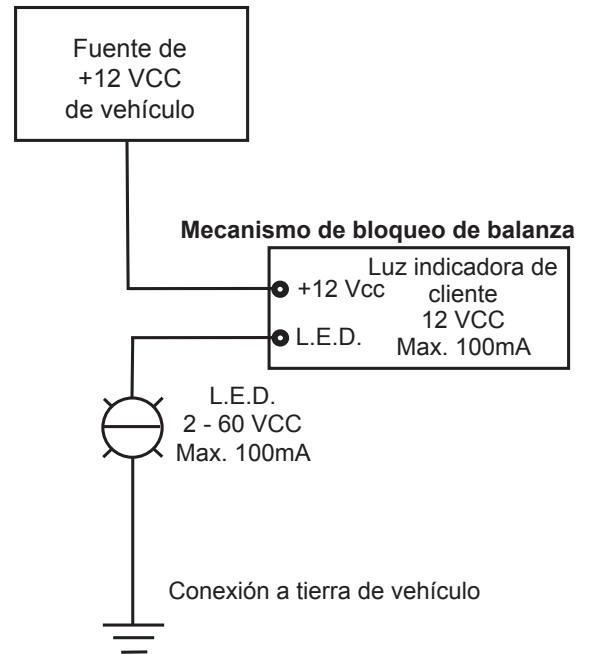 Fuente de
+12 VCC
de vehículo
Mecanismo de bloqueo de balanza
+12 Vcc
L.E.D.
Luz indicadora de
cliente
12 VCC
Max. 100mA
L.E.D.
2 - 60 VCC
Max. 100mA
Conexión a tierra de vehículo